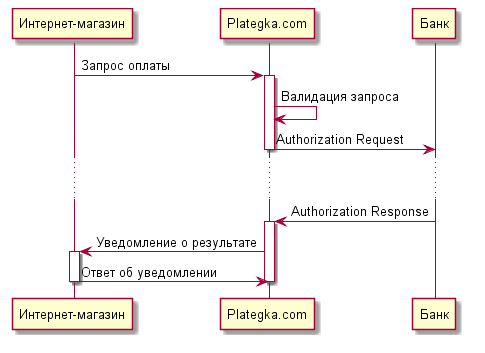 Интернет-магазин Plategka.com Банк
Запрос оплаты
Валидация запроса
Authorization Request
Authorization Response
Уведомление о результате
Ответ об уведомлении
Интернет-магазин Plategka.com Банк